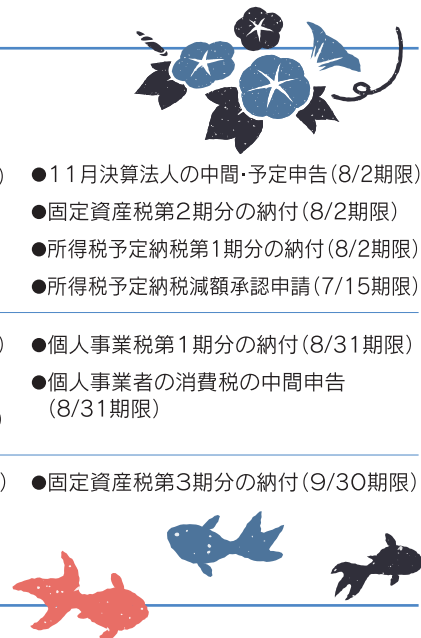 )
●11月決算法人の中間・予定申告(8/2期限)
●固定資産税第2期分の納付(8/2期限)
●所得税予定納税第1期分の納付(8/2期限)
●所得税予定納税減額承認申請(7/15期限)
)
●個人事業税第1期分の納付(8/31期限)
●個人事業者の消費税の中間申告
(8/31期限)
)
)
●固定資産税第3期分の納付(9/30期限)